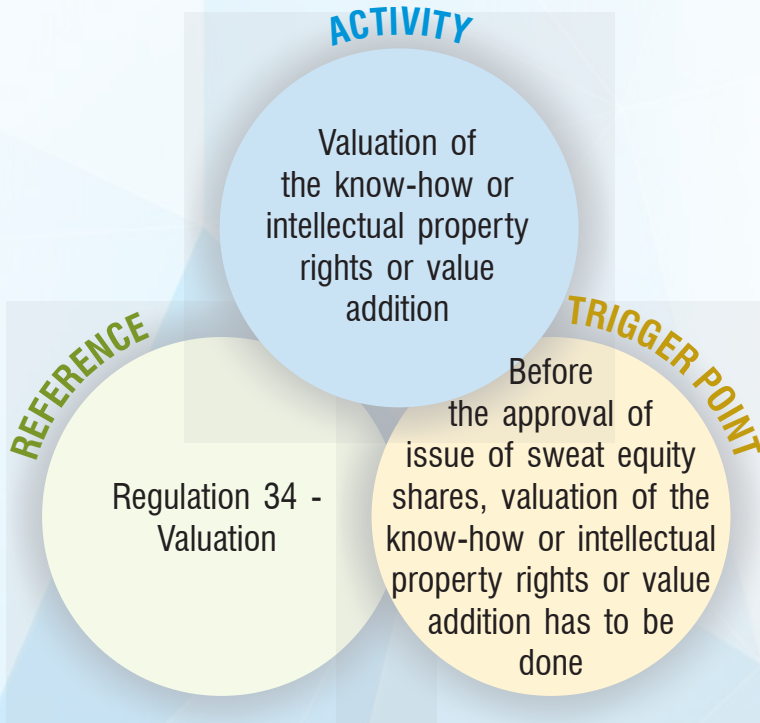 ACTIVITY
Valuation of
the know-how or
intellectual property
rights or value
addition
REFERENCE
Regulation 34 -
Valuation
TRIGGER POINT
Before
the approval of
issue of sweat equity
shares, valuation of the
know-how or intellectual
property rights or value
addition has to be
done